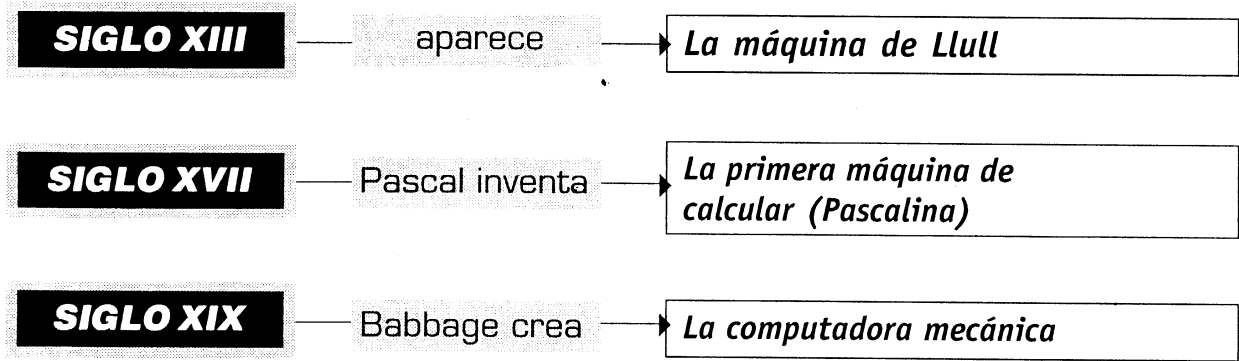 SIGLO XIII aparece La máquina de Llull
SIGLO XVII Pascal inventa La primera máquina de
calcular (Pascalina)
SIGLO XIX Babbage crea La computadora mecánica